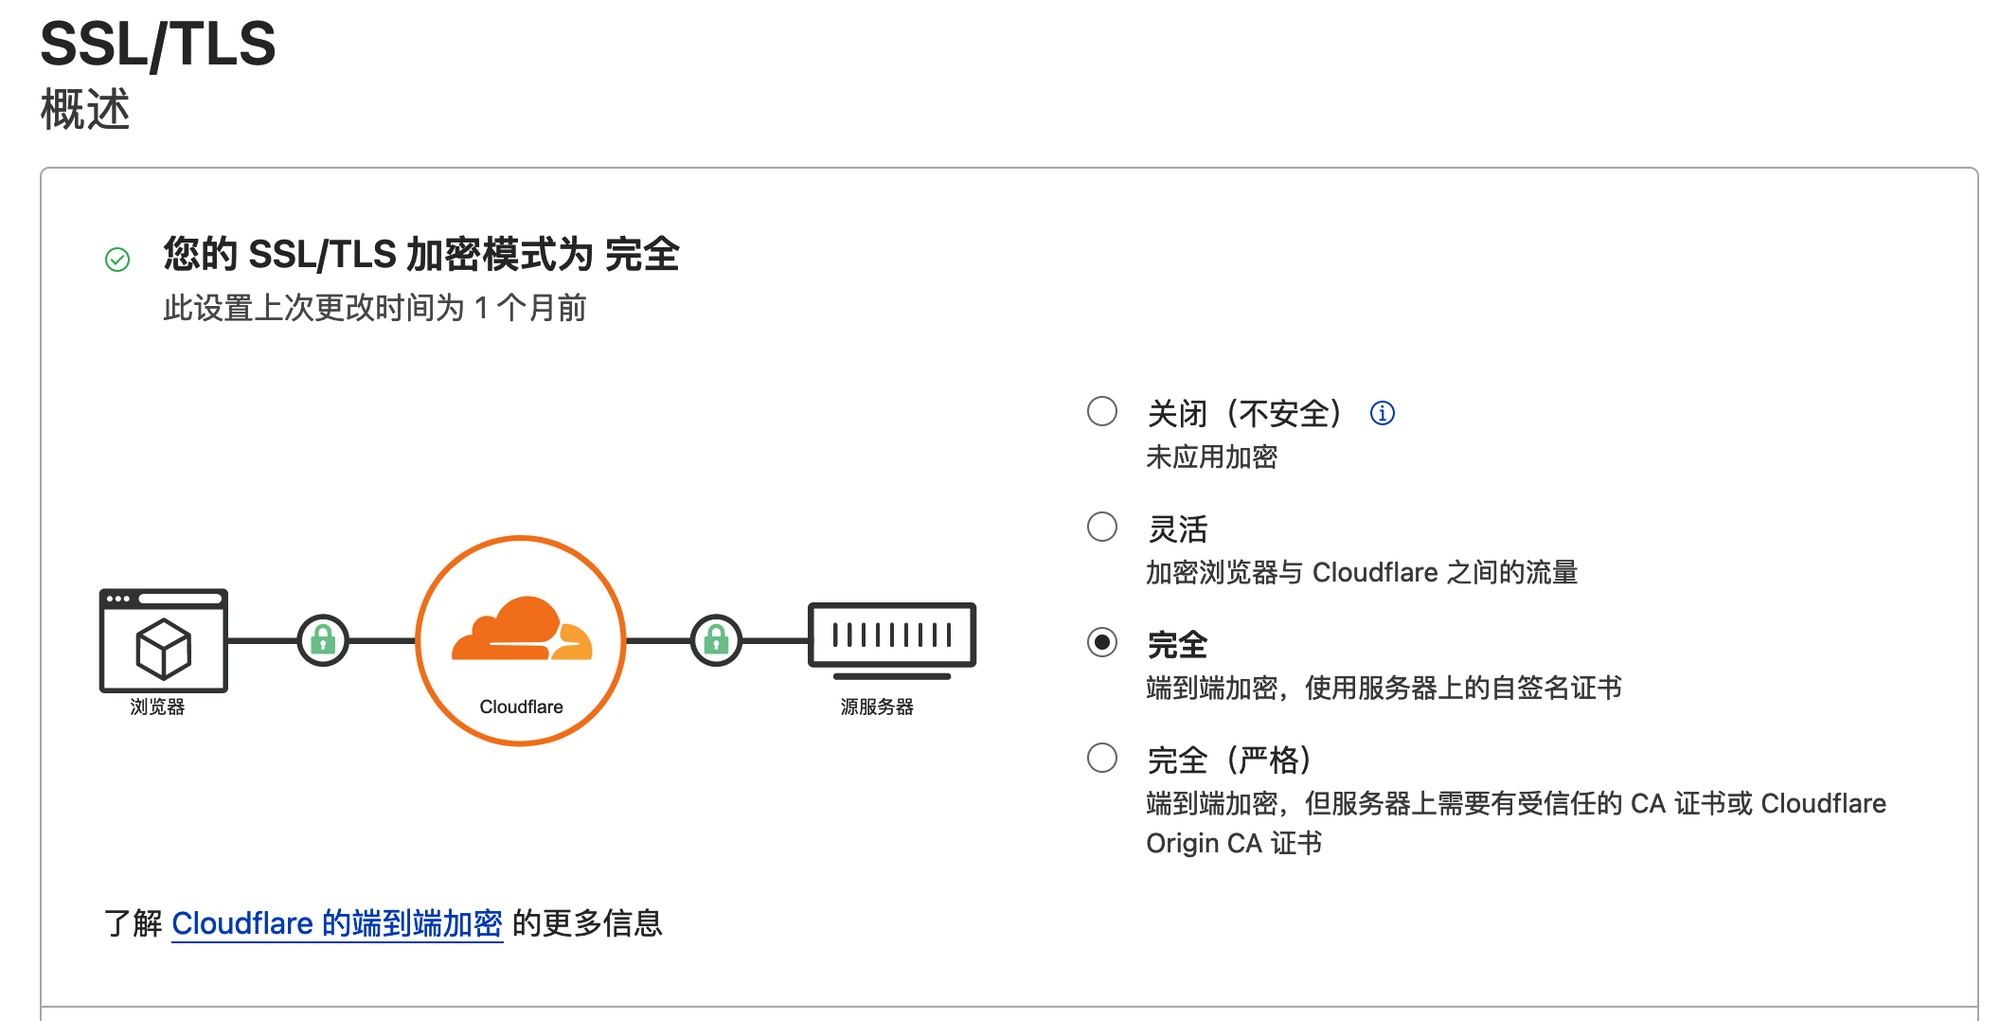 SSL/TLS
概述
您的 SSL/TLS 加密模式为 完全
此设置上次更改时间为 1 个月前
浏览器
Cloudflare
源服务器
关闭（不安全）
未应用加密
灵活
加密浏览器与 Cloudflare 之间的流量
完全
端到端加密，使用服务器上的自签名证书
完全（严格）
端到端加密，但服务器上需要有受信任的 CA 证书或 Cloudflare
Origin CA 证书
了解 Cloudflare 的端到端加密 的更多信息